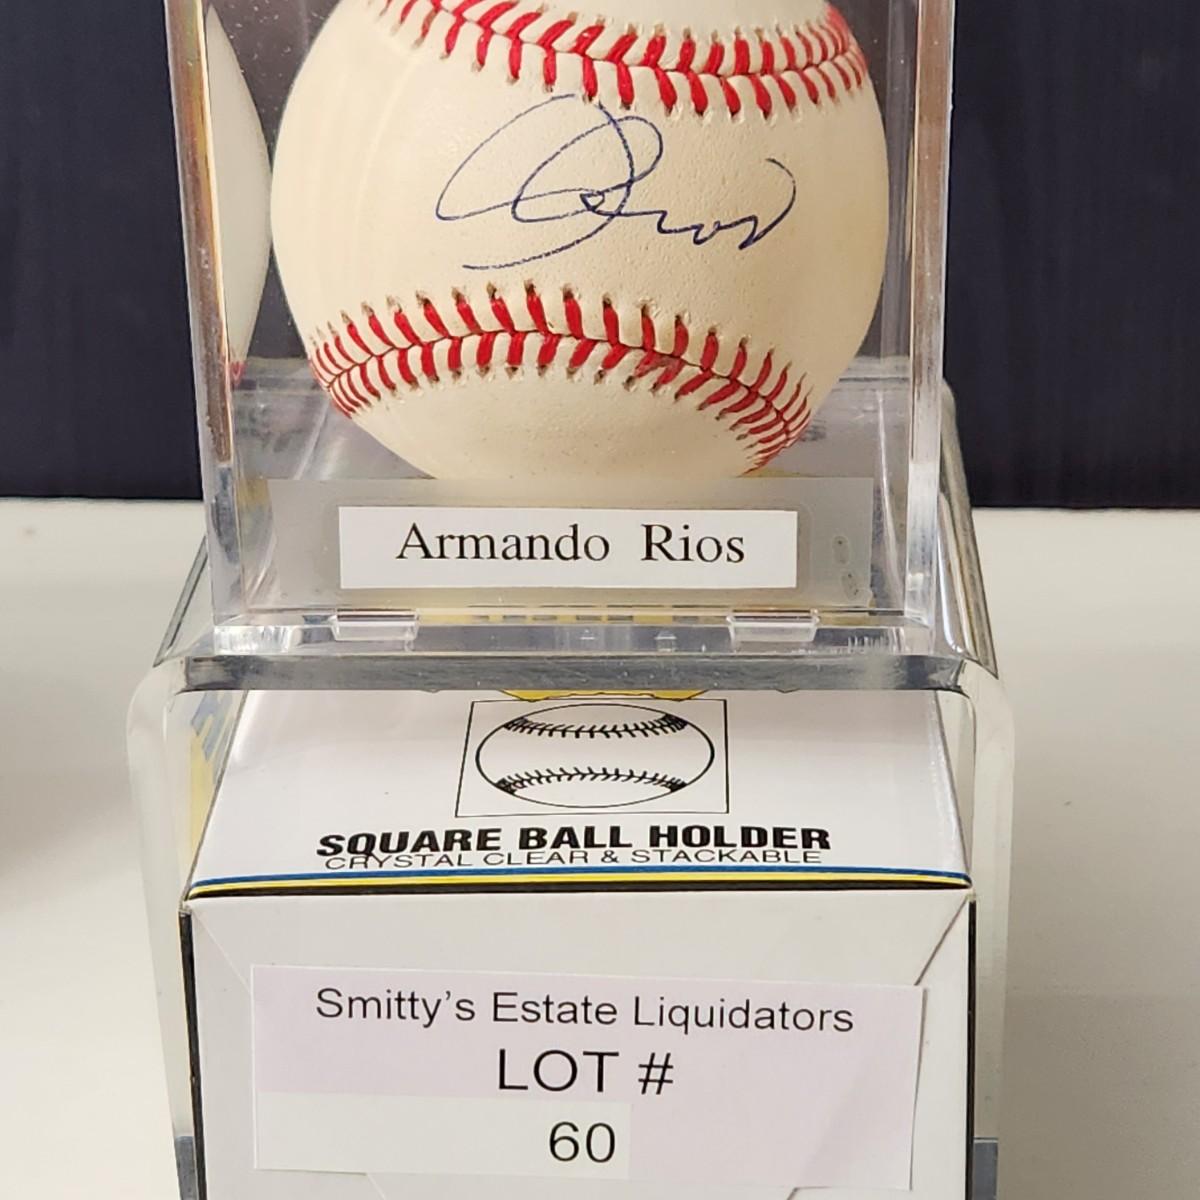 Armando Rios
SQUARE BALL HOLDER
CRYSTAL CLEAR & STACKABLE
Smitty's Estate Liquidators
LOT #
60